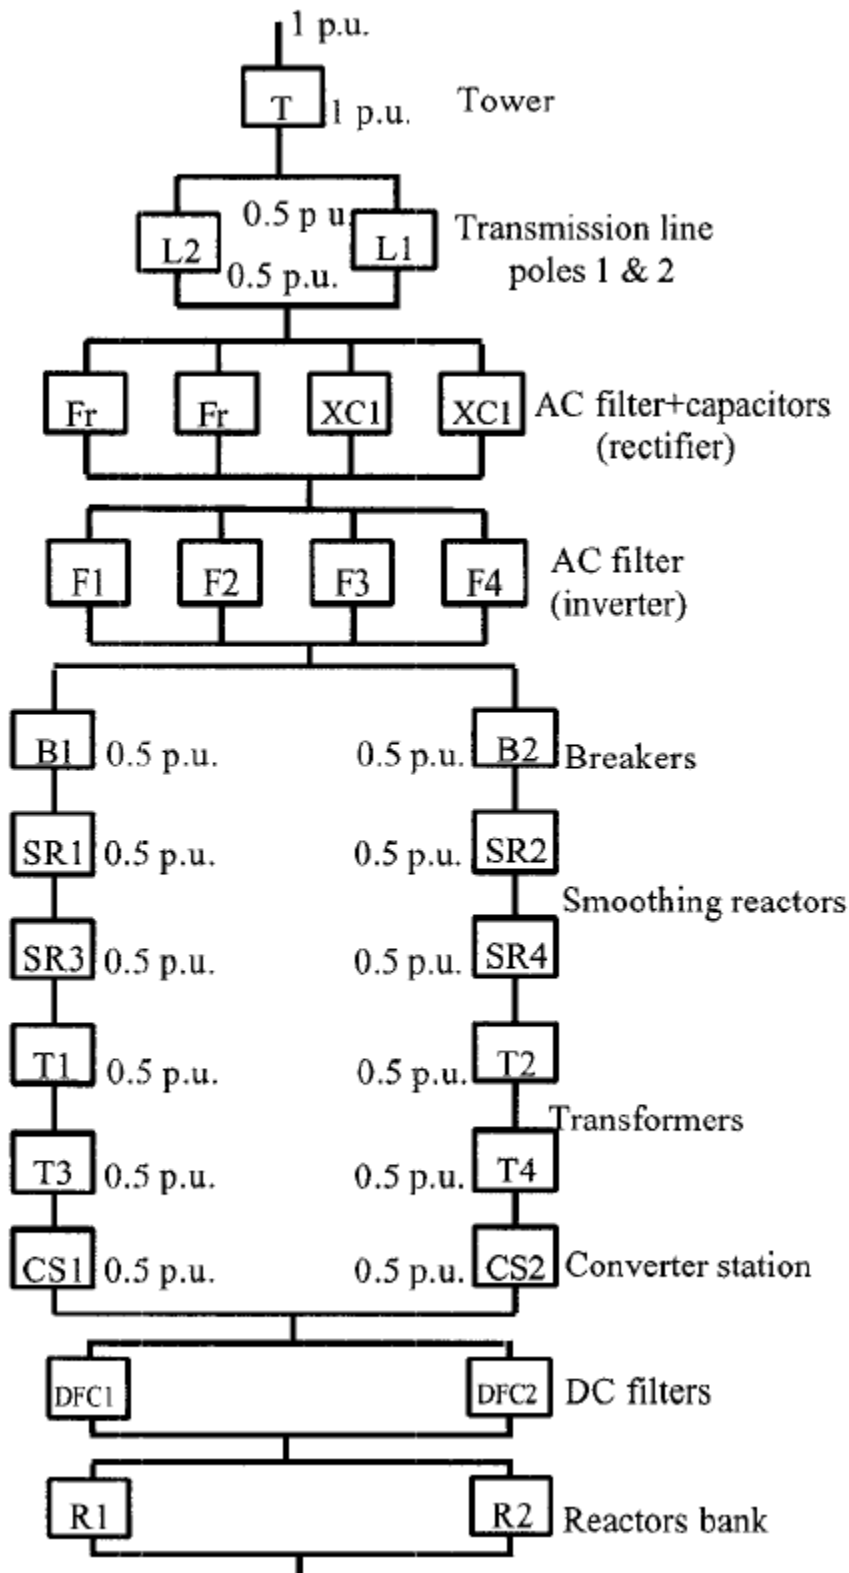 1 p.u.
T
1 p.u.
Tower
0.5 p u
L2
L1
0.5 p.u.
Transmission line
poles 1 & 2
Fr
Fr
XC1
XC1
AC filter+capacitors
(rectifier)
F1
F2
F3
F4
AC filter
(inverter)
B1 0.5 p.u.
0.5 p.u. B2 Breakers
SR1 0.5 p.u.
0.5 p.u. SR2
Smoothing reactors
SR3 0.5 p.u.
0.5 p.u. SR4
T1 0.5 p.u.
0.5 p.u. T2
Transformers
T3 0.5 p.u.
0.5 p.u. T4
CS1 0.5 p.u.
0.5 p.u. CS2 Converter station
DFC1
DFC2 DC filters
R1
R2 Reactors bank